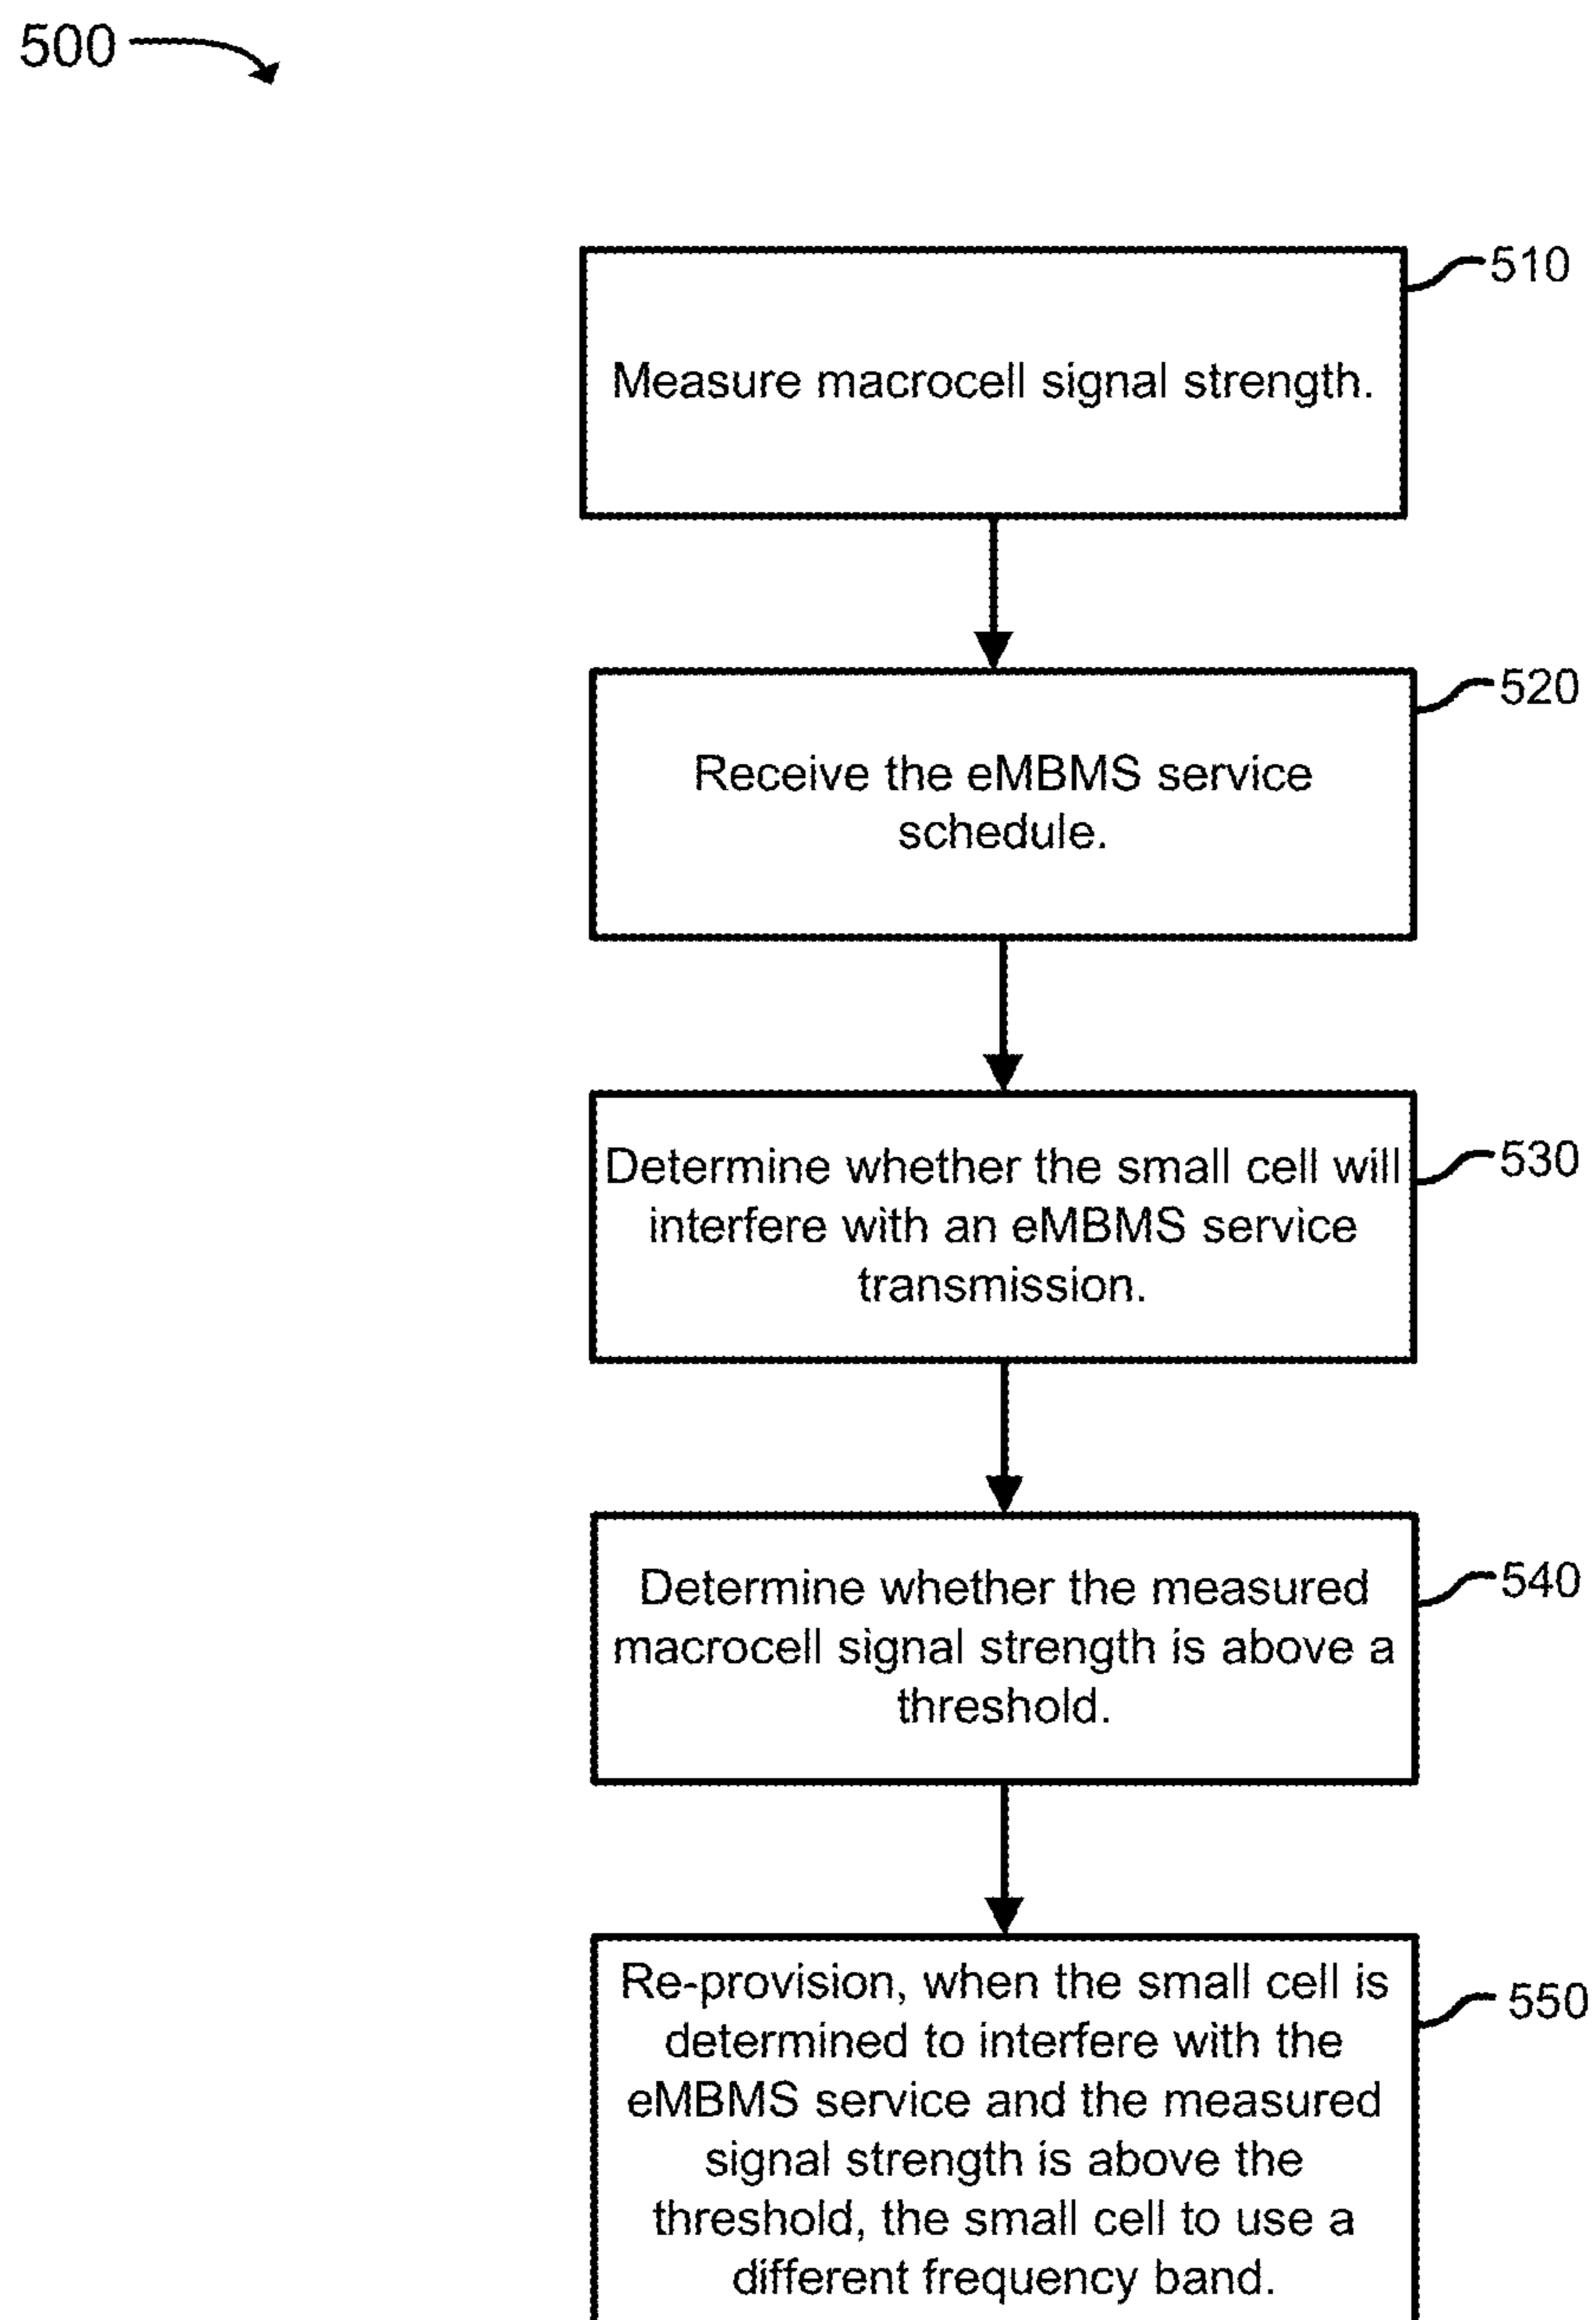 500
510
Measure macrocell signal strength.
520
Receive the eMBMS service
schedule.
530
Determine whether the small cell will
interfere with an eMBMS service
transmission.
540
Determine whether the measured
macrocell signal strength is above a
threshold.
550
Re-provision, when the small cell is
determined to interfere with the
eMBMS service and the measured
signal strength is above the
threshold, the small cell to use a
different frequency band.